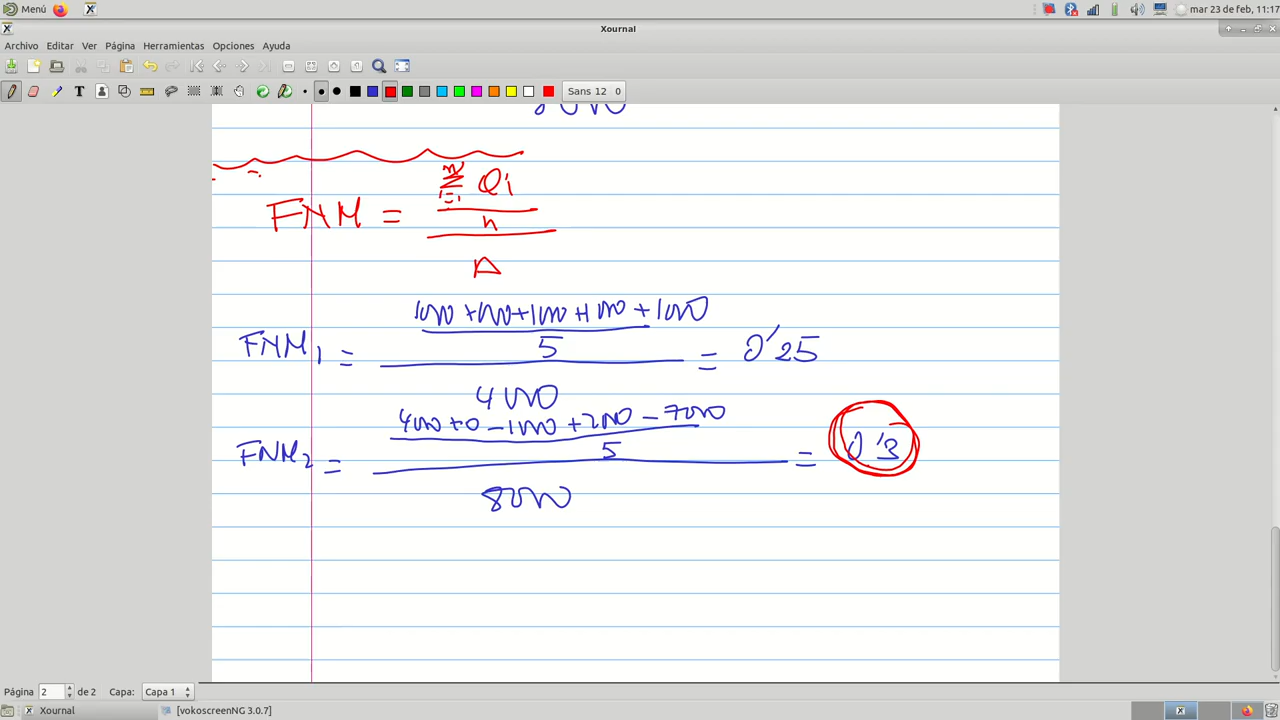 Menú mar 23 de feb, 11:17
Xournal
Archivo Editar Ver Página Herramientas Opciones Ayuda
Sans 12 0
FNM = 
n
Σ Qi
i=1
n
A
1000 + 1000 + 1000 + 1000 + 1000
FNM1 = 5 = 0'25
4000
4000 + 0 - 1000 + 2000 - 7000
FNM2 = 5 = 0'3
8000
Página 2 de 2 Capa: Capa 1
Xournal [vokoscreenNG 3.0.7]